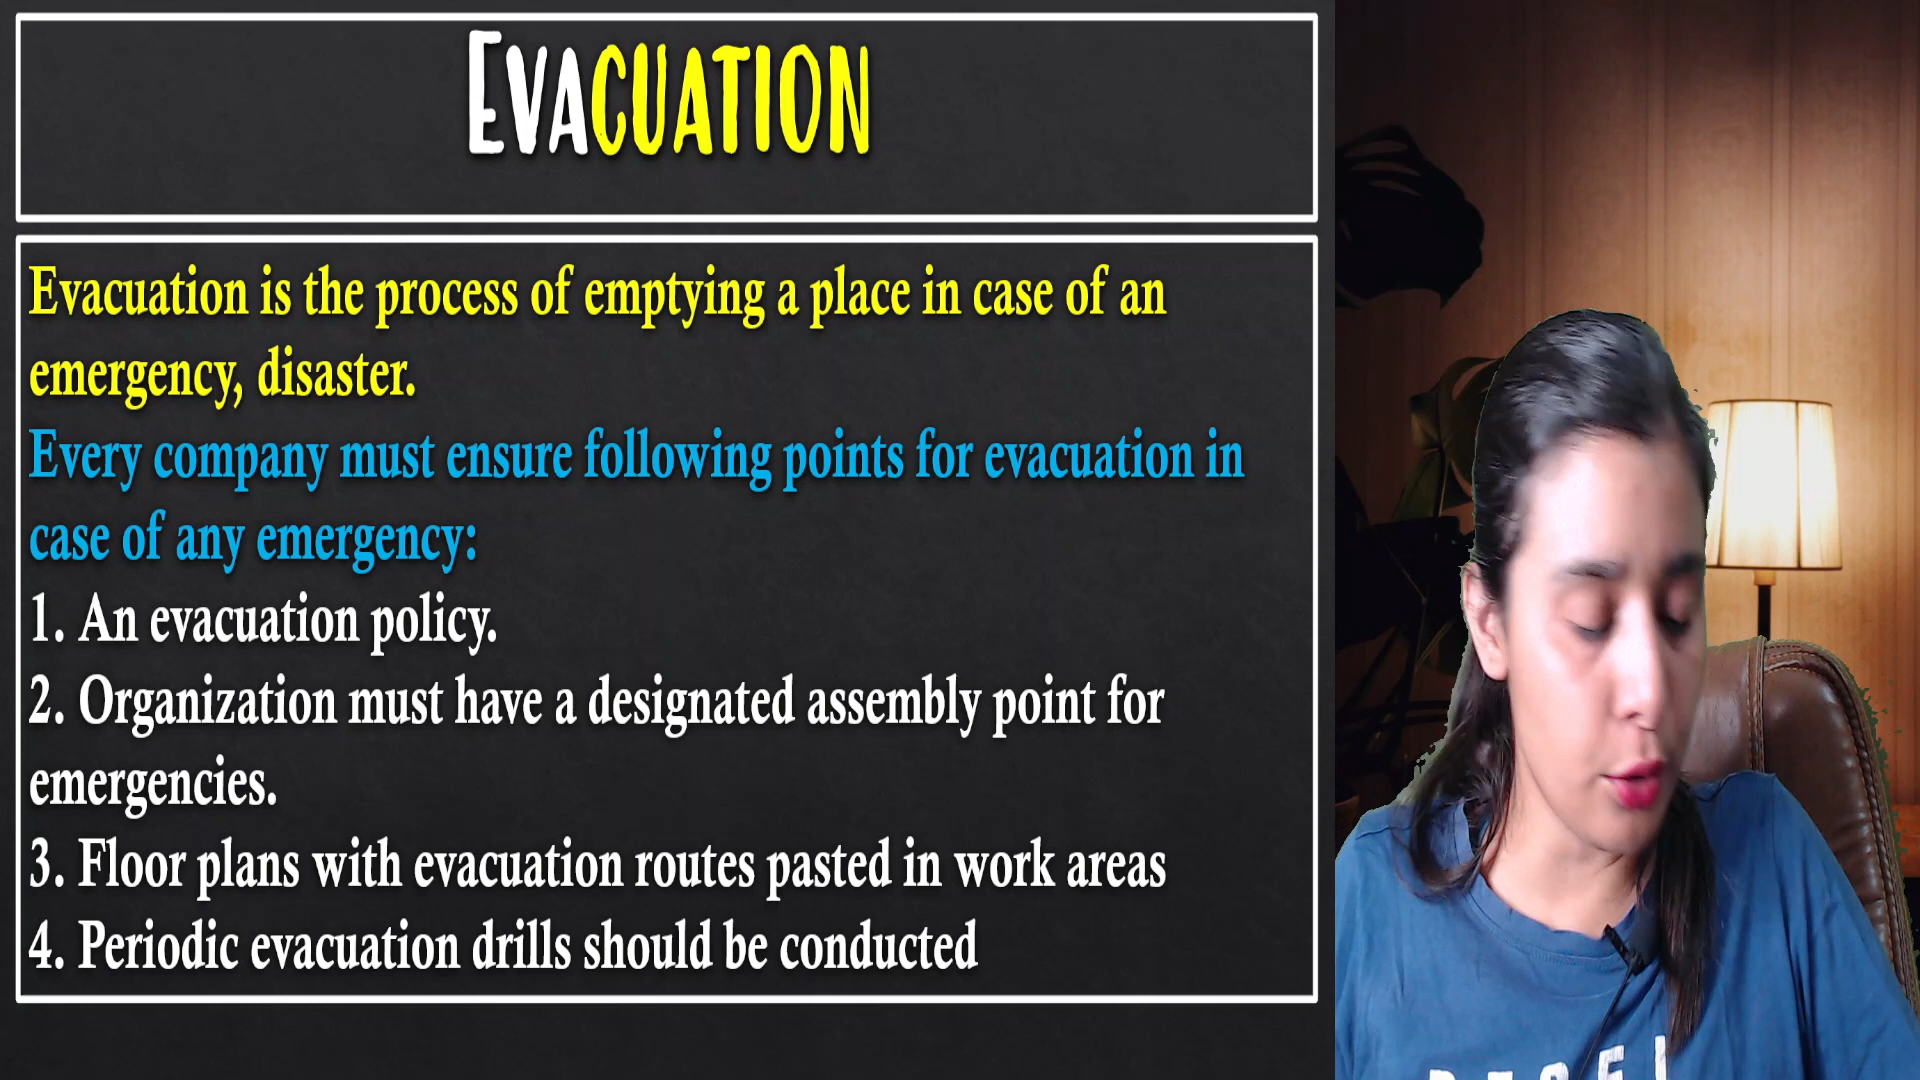 Evacuation
Evacuation is the process of emptying a place in case of an
emergency, disaster.
Every company must ensure following points for evacuation in
case of any emergency:
1. An evacuation policy.
2. Organization must have a designated assembly point for
emergencies.
3. Floor plans with evacuation routes pasted in work areas
4. Periodic evacuation drills should be conducted